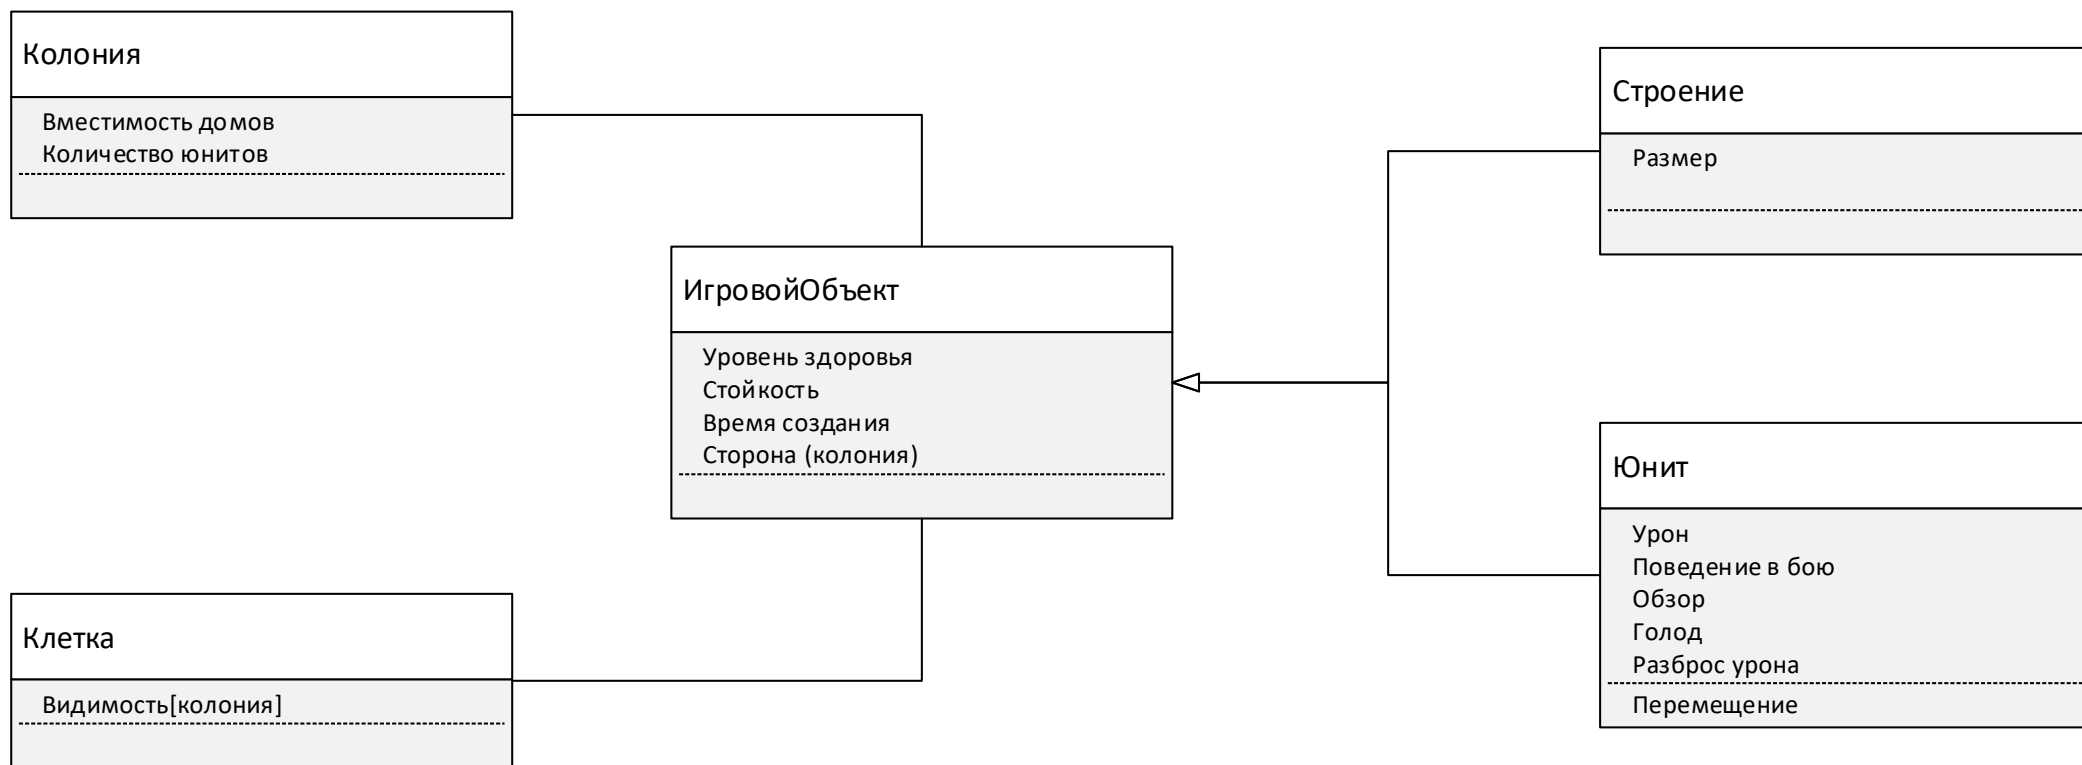 Колония
Вместимость домов
Количество юнитов
Строение
Размер
ИгровойОбъект
Уровень здоровья
Стойкость
Время создания
Сторона (колония)
Клетка
Видимость[колония]
Юнит
Урон
Поведение в бою
Обзор
Голод
Разброс урона
Перемещение